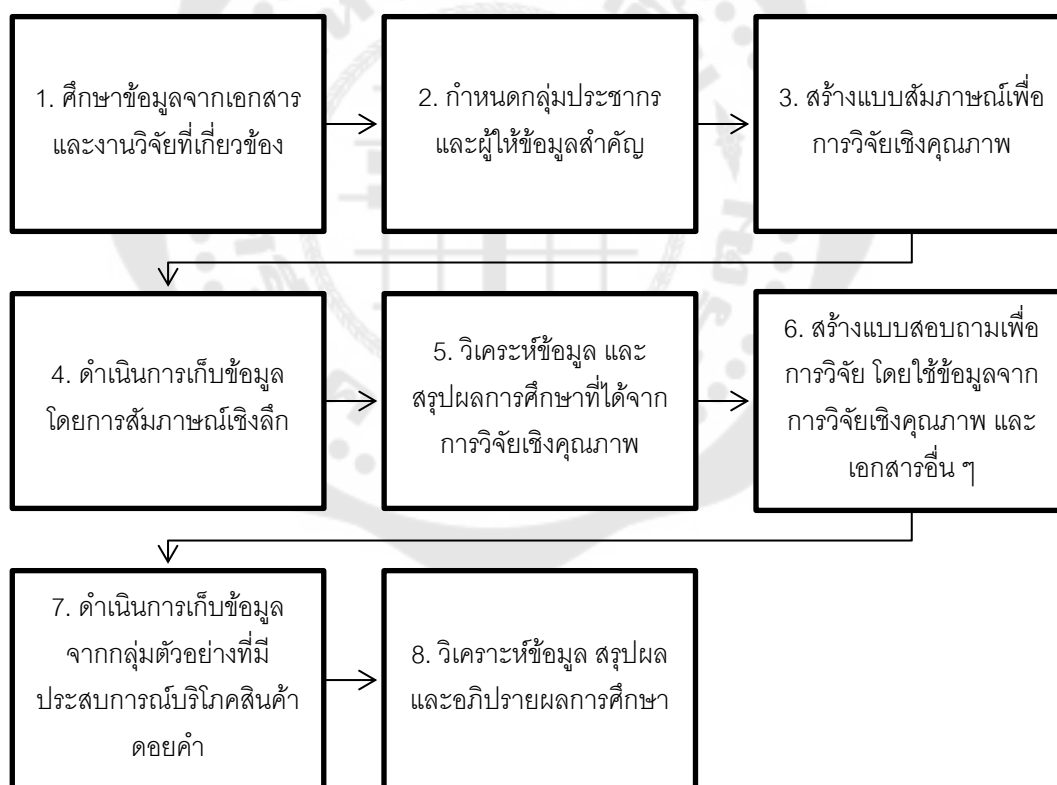 1. ศึกษาข้อมูลจากเอกสาร
และงานวิจัยที่เกี่ยวข้อง
2. กำหนดกลุ่มประชากร
และผู้ให้ข้อมูลสำคัญ
3. สร้างแบบสัมภาษณ์เพื่อ
การวิจัยเชิงคุณภาพ
4. ดำเนินการเก็บข้อมูล
โดยการสัมภาษณ์เชิงลึก
5. วิเคระห์ข้อมูล และ
สรุปผลการศึกษาที่ได้จาก
การวิจัยเชิงคุณภาพ
6. สร้างแบบสอบถามเพื่อ
การวิจัย โดยใช้ข้อมูลจาก
การวิจัยเชิงคุณภาพ และ
เอกสารอื่น ๆ
7. ดำเนินการเก็บข้อมูล
จากกลุ่มตัวอย่างที่มี
ประสบการณ์บริโภคสินค้า
ดอยคำ
8. วิเคราะห์ข้อมูล สรุปผล
และอภิปรายผลการศึกษา